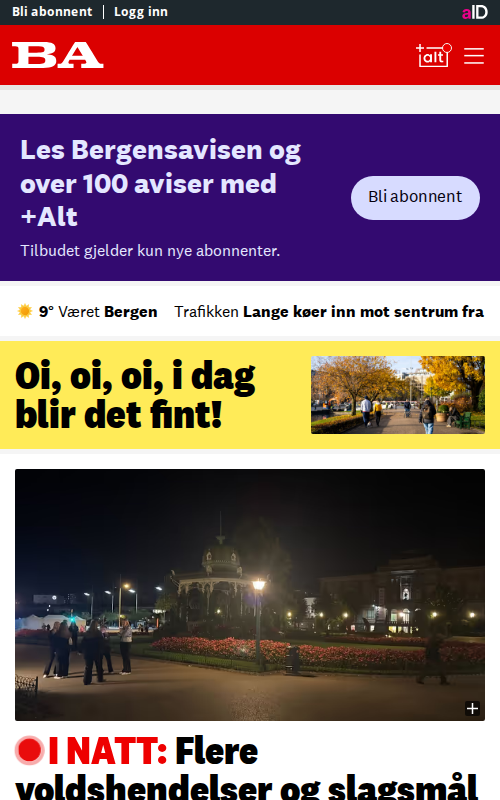 Bli abonnent | Logg inn
aID
BA
+alt
Les Bergensavisen og
over 100 aviser med
+Alt
Tilbudet gjelder kun nye abonnenter.
Bli abonnent
9° Været Bergen Trafikken Lange køer inn mot sentrum fra
Oi, oi, oi, i dag
blir det fint!
I NATT: Flere
voldshendelser og slagsmål